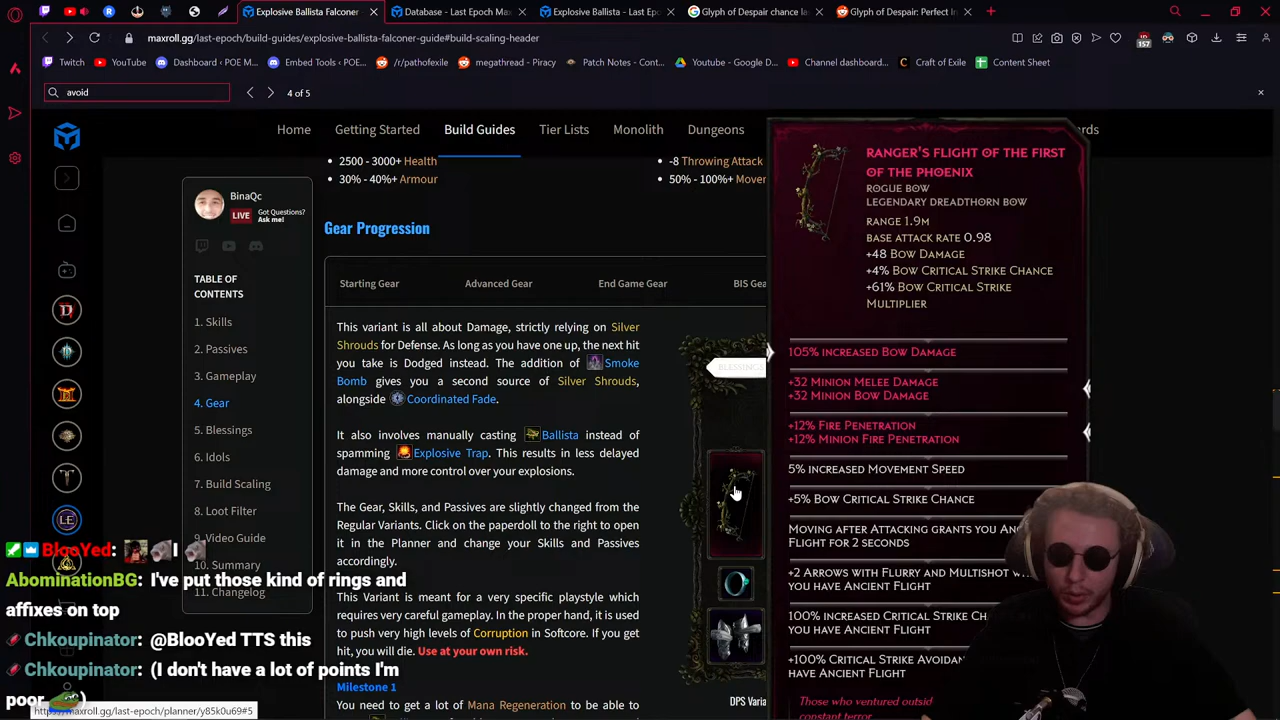 Explosive Ballista Falconer
Database - Last Epoch Max
Explosive Ballista - Last Ep
Glyph of Despair chance la
Glyph of Despair: Perfect In
maxroll.gg/last-epoch/build-guides/explosive-ballista-falconer-guide#build-scaling-header
157
Twitch
YouTube
Dashboard ‹ POE M...
Embed Tools ‹ POE...
/r/pathofexile
megathread - Piracy
Patch Notes - Cont...
Youtube - Google D...
Channel dashboard...
Craft of Exile
Content Sheet
avoid
4 of 5
Home
Getting Started
Build Guides
Tier Lists
Monolith
Dungeons
2500 - 3000+ Health
30% - 40%+ Armour
-8 Throwing Attack
50% - 100%+ Mover
BinaQc
LIVE
Got Questions?
Ask me!
TABLE OF
CONTENTS
1. Skills
2. Passives
3. Gameplay
4. Gear
5. Blessings
6. Idols
7. Build Scaling
8. Loot Filter
9. Video Guide
10. Summary
11. Changelog
Gear Progression
Starting Gear
Advanced Gear
End Game Gear
BIS Gea
This variant is all about Damage, strictly relying on Silver
Shrouds for Defense. As long as you have one up, the next hit
you take is Dodged instead. The addition of Smoke
Bomb gives you a second source of Silver Shrouds,
alongside Coordinated Fade.
It also involves manually casting Ballista instead of
spamming Explosive Trap. This results in less delayed
damage and more control over your explosions.
The Gear, Skills, and Passives are slightly changed from the
Regular Variants. Click on the paperdoll to the right to open
it in the Planner and change your Skills and Passives
accordingly.
This Variant is meant for a very specific playstyle which
requires very careful gameplay. In the proper hand, it is used
to push very high levels of Corruption in Softcore. If you get
hit, you will die. Use at your own risk.
Milestone 1
You need to get a lot of Mana Regeneration to be able to
BLESSINGS
DPS Varia
RANGER'S FLIGHT OF THE FIRST
OF THE PHOENIX
ROGUE BOW
LEGENDARY DREADTHORN BOW
RANGE 1.9M
BASE ATTACK RATE 0.98
+48 BOW DAMAGE
+4% BOW CRITICAL STRIKE CHANCE
+61% BOW CRITICAL STRIKE
MULTIPLIER
105% INCREASED BOW DAMAGE
+32 MINION MELEE DAMAGE
+32 MINION BOW DAMAGE
+12% FIRE PENETRATION
+12% MINION FIRE PENETRATION
5% INCREASED MOVEMENT SPEED
+5% BOW CRITICAL STRIKE CHANCE
MOVING AFTER ATTACKING GRANTS YOU AN
FLIGHT FOR 2 SECONDS
+2 ARROWS WITH FLURRY AND MULTISHOT W
YOU HAVE ANCIENT FLIGHT
100% INCREASED CRITICAL STRIKE CH
YOU HAVE ANCIENT FLIGHT
+100% CRITICAL STRIKE AVOIDAN
HAVE ANCIENT FLIGHT
Those who ventured outsid
constant terror
ards
BlooYed: I
AbominationBG: I've put those kind of rings and
affixes on top
Chkoupinator: @BlooYed TTS this
Chkoupinator: (I don't have a lot of points I'm
poor )
https://maxroll.gg/last-epoch/planner/y85k0u69#5